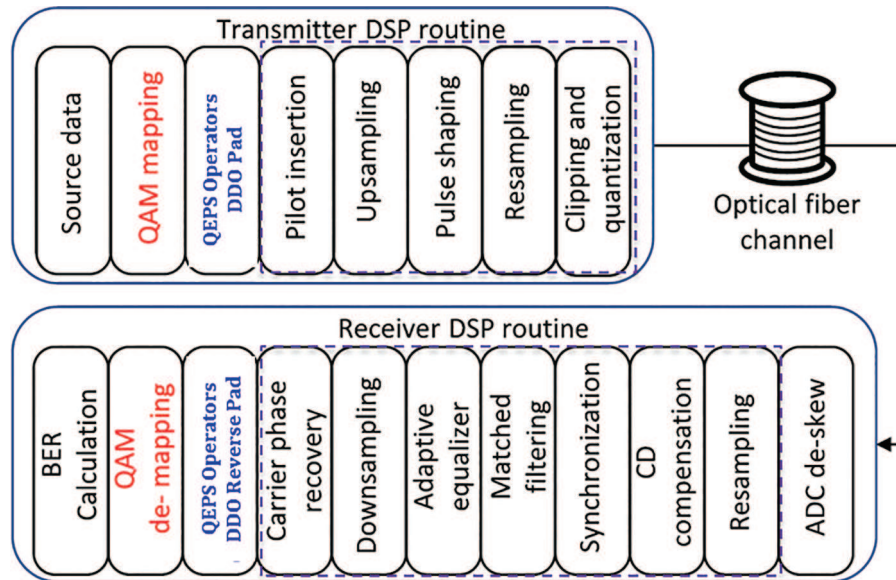 Transmitter DSP routine
Source data
QAM mapping
QEPS Operators
DDO Pad
Pilot insertion
Upsampling
Pulse shaping
Resampling
Clipping and
quantization
Optical fiber
channel
Receiver DSP routine
BER
Calculation
QAM
de- mapping
QEPS Operators
DDO Reverse Pad
Carrier phase
recovery
Downsampling
Adaptive
equalizer
Matched
filtering
Synchronization
CD
compensation
Resampling
ADC de-skew